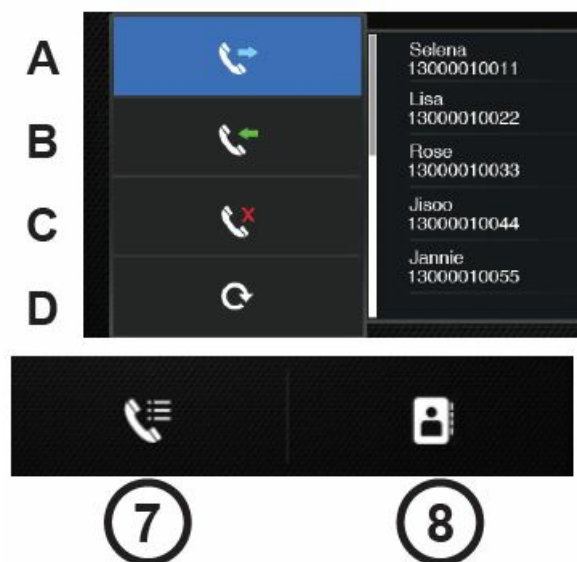 A
B
C
D
Selena
13000010011
Lisa
13000010022
Rose
13000010033
Jisoo
13000010044
Jannie
13000010055
7
8